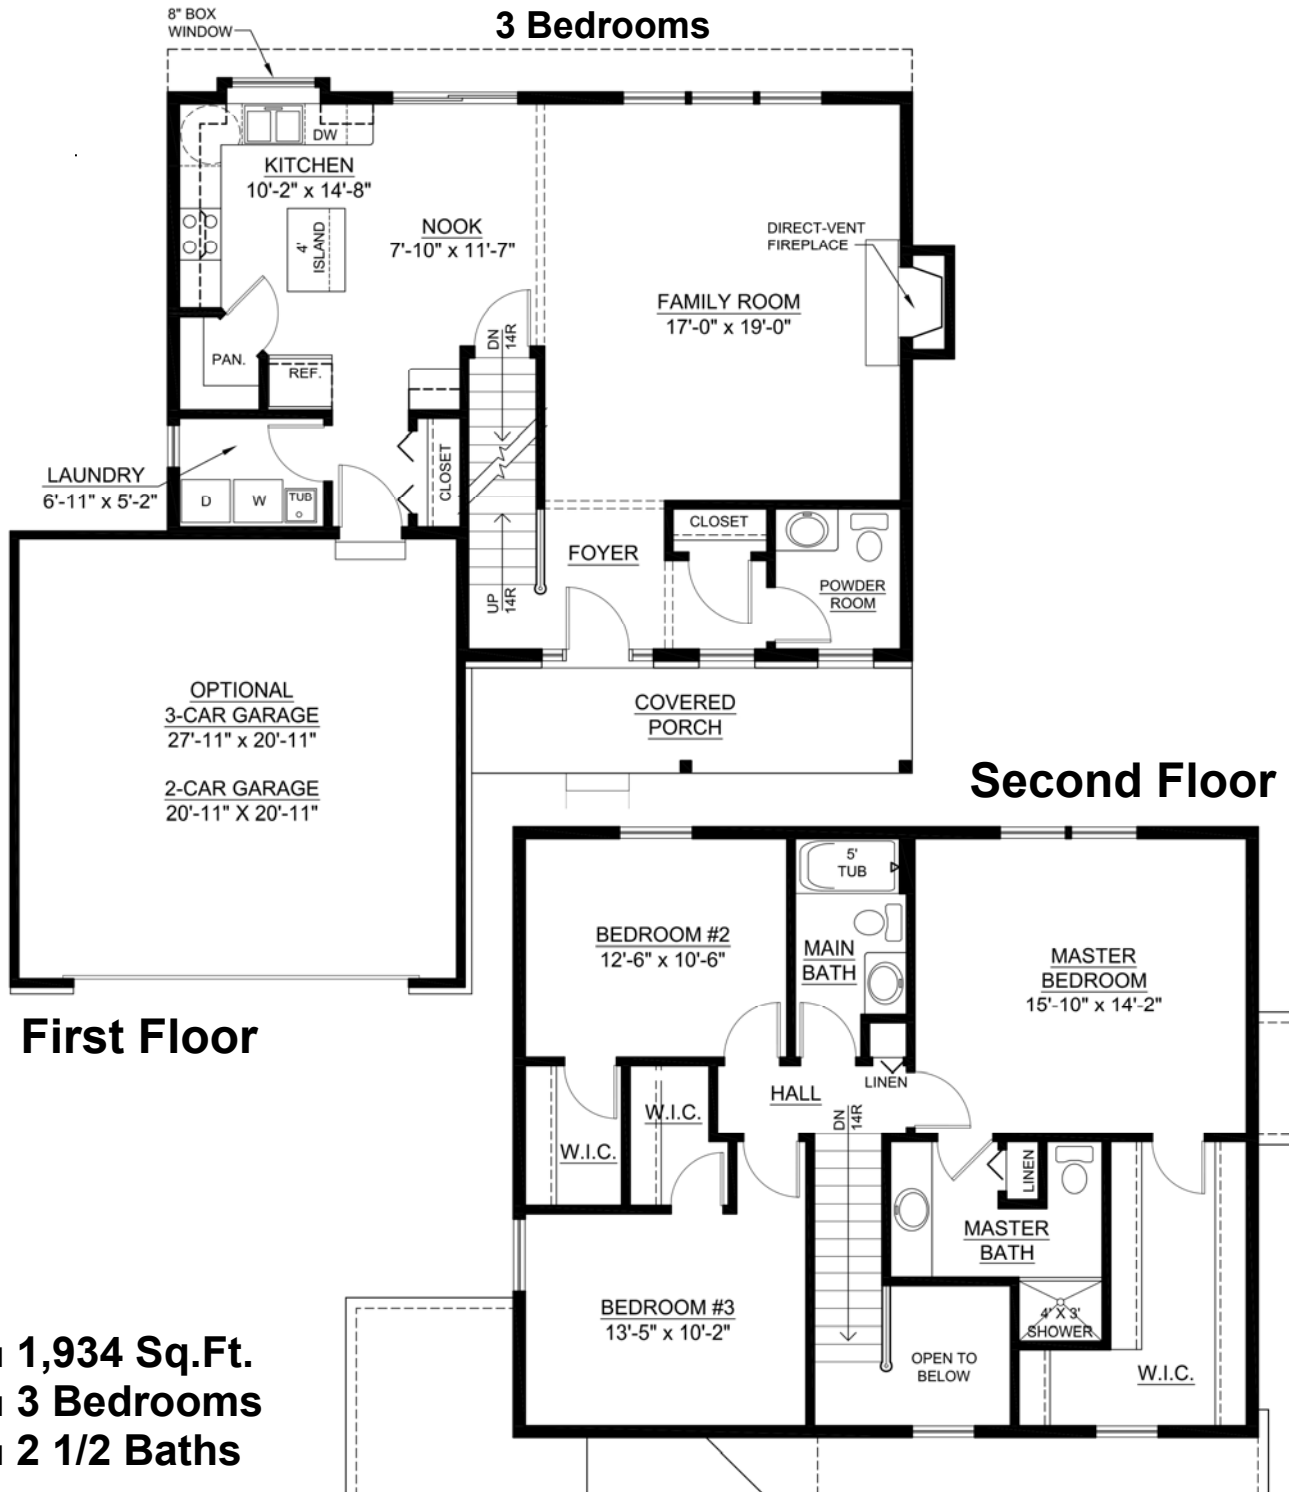 3 Bedrooms
8" BOX
WINDOW
DW
KITCHEN
10'-2" x 14'-8"
4'
ISLAND
NOOK
7'-10" x 11'-7"
DIRECT-VENT
FIREPLACE
FAMILY ROOM
17'-0" x 19'-0"
DN
14R
PAN.
REF.
LAUNDRY
6'-11" x 5'-2"
D
W
TUB
CLOSET
CLOSET
FOYER
UP
14R
POWDER
ROOM
OPTIONAL
3-CAR GARAGE
27'-11" x 20'-11"
2-CAR GARAGE
20'-11" X 20'-11"
COVERED
PORCH
First Floor
Second Floor
5'
TUB
BEDROOM #2
12'-6" x 10'-6"
MAIN
BATH
MASTER
BEDROOM
15'-10" x 14'-2"
LINEN
HALL
W.I.C.
W.I.C.
DN
14R
LINEN
MASTER
BATH
BEDROOM #3
13'-5" x 10'-2"
4' X 3'
SHOWER
OPEN TO
BELOW
W.I.C.
1,934 Sq.Ft.
3 Bedrooms
2 1/2 Baths